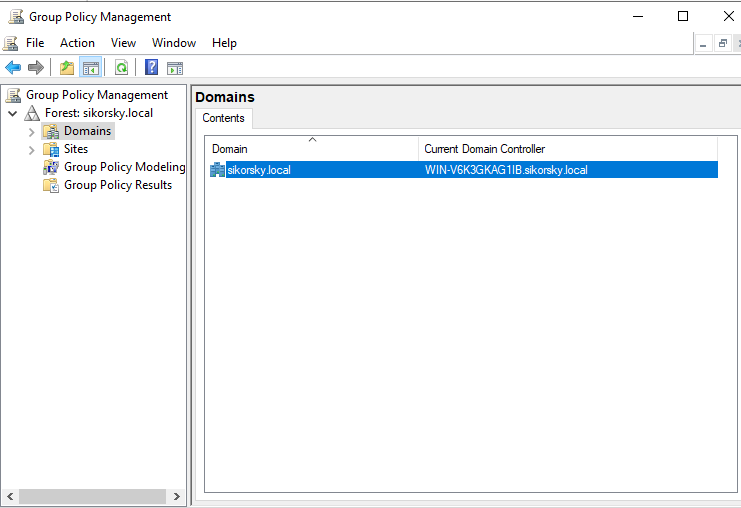 Group Policy Management
File Action View Window Help
Group Policy Management
Forest: sikorsky.local
Domains
Sites
Group Policy Modeling
Group Policy Results
Domains
Contents
Domain Current Domain Controller
sikorsky.local WIN-V6K3GKAG1IB.sikorsky.local